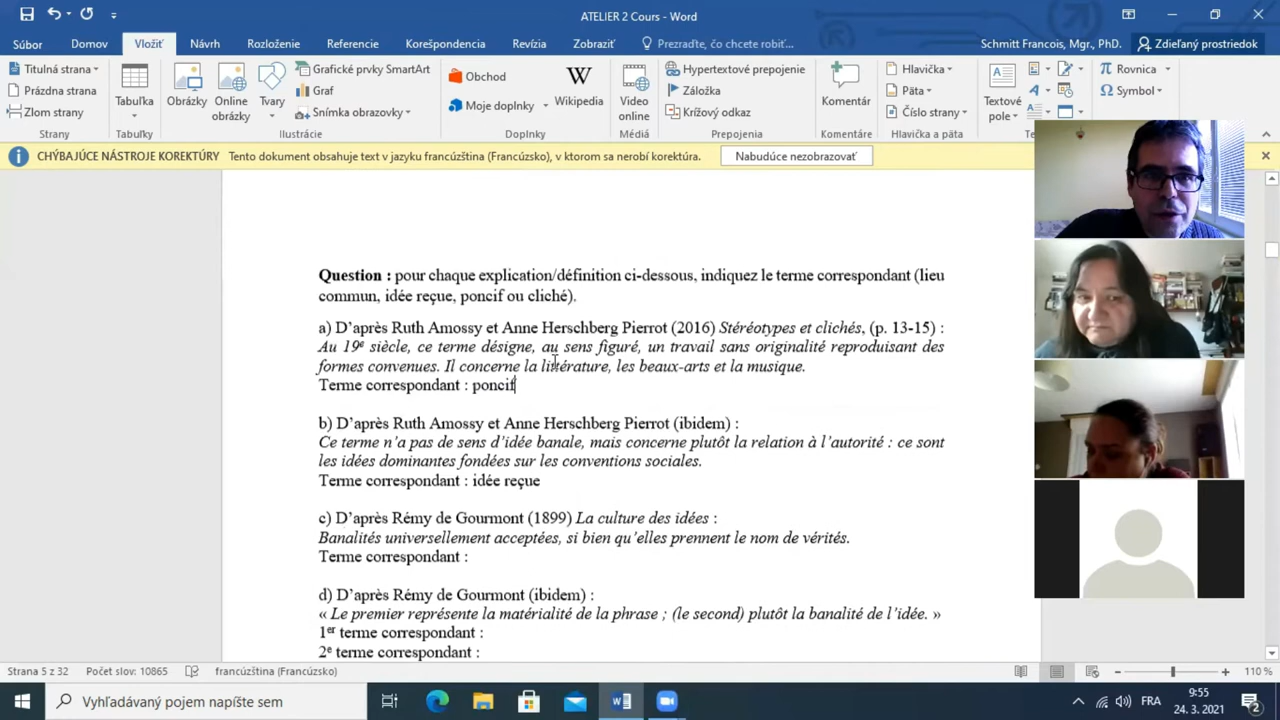 ATELIER 2 Cours - Word
Súbor Domov Vložiť Návrh Rozloženie Referencie Korešpondencia Revízia Zobraziť Prezraďte, čo chcete robiť... Schmitt Francois, Mgr., PhD. Zdieľaný prostriedok
Titulná strana
Prázdna strana
Zlom strany
Strany
Tabuľka
Tabuľky
Obrázky
Online obrázky
Tvary
Grafické prvky SmartArt
Graf
Snímka obrazovky
Ilustrácie
Obchod
Moje doplnky
Wikipedia
Doplnky
Video online
Médiá
Hypertextové prepojenie
Záložka
Krížový odkaz
Prepojenia
Komentár
Komentáre
Hlavička
Päta
Číslo strany
Hlavička a päta
Textové pole
Rovnica
Symbol
CHÝBAJÚCE NÁSTROJE KOREKTÚRY Tento dokument obsahuje text v jazyku francúzština (Francúzsko), v ktorom sa nerobí korektúra. Nabudúce nezobrazovať
Question : pour chaque explication/définition ci-dessous, indiquez le terme correspondant (lieu
commun, idée reçue, poncif ou cliché).
a) D'après Ruth Amossy et Anne Herschberg Pierrot (2016) Stéréotypes et clichés, (p. 13-15) :
Au 19e siècle, ce terme désigne, au sens figuré, un travail sans originalité reproduisant des
formes convenues. Il concerne la littérature, les beaux-arts et la musique.
Terme correspondant : poncif
b) D'après Ruth Amossy et Anne Herschberg Pierrot (ibidem) :
Ce terme n'a pas de sens d'idée banale, mais concerne plutôt la relation à l'autorité : ce sont
les idées dominantes fondées sur les conventions sociales.
Terme correspondant : idée reçue
c) D'après Rémy de Gourmont (1899) La culture des idées :
Banalités universellement acceptées, si bien qu'elles prennent le nom de vérités.
Terme correspondant :
d) D'après Rémy de Gourmont (ibidem) :
« Le premier représente la matérialité de la phrase ; (le second) plutôt la banalité de l'idée. »
1er terme correspondant :
2e terme correspondant :
Strana 5 z 32 Počet slov: 10865 francúzština (Francúzsko) 110 %
Vyhľadávaný pojem napíšte sem
FRA
9:55
24. 3. 2021
2